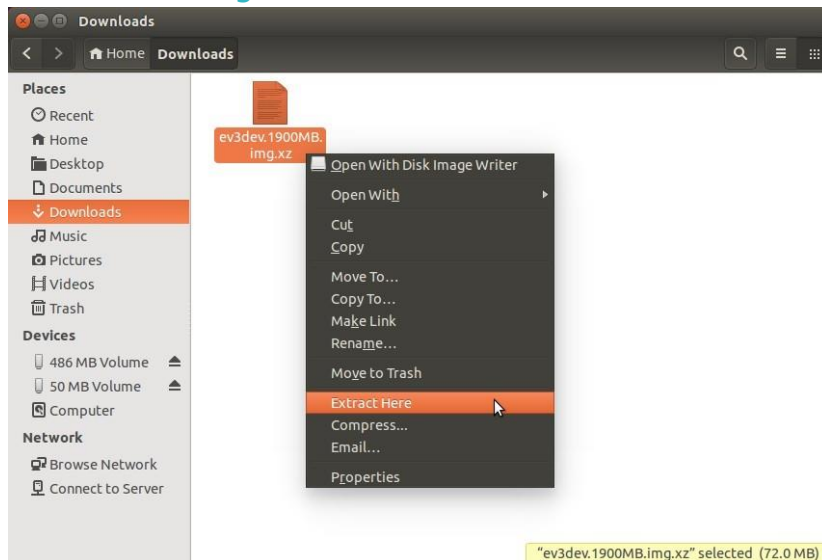 Downloads
Home Downloads
Places
Recent
Home
Desktop
Documents
Downloads
Music
Pictures
Videos
Trash
Devices
486 MB Volume
50 MB Volume
Computer
Network
Browse Network
Connect to Server
ev3dev.1900MB.
img.xz
Open With Disk Image Writer
Open With
Cut
Copy
Move To…
Copy To…
Make Link
Rename…
Move to Trash
Extract Here
Compress...
Email…
Properties
"ev3dev.1900MB.img.xz" selected (72.0 MB)